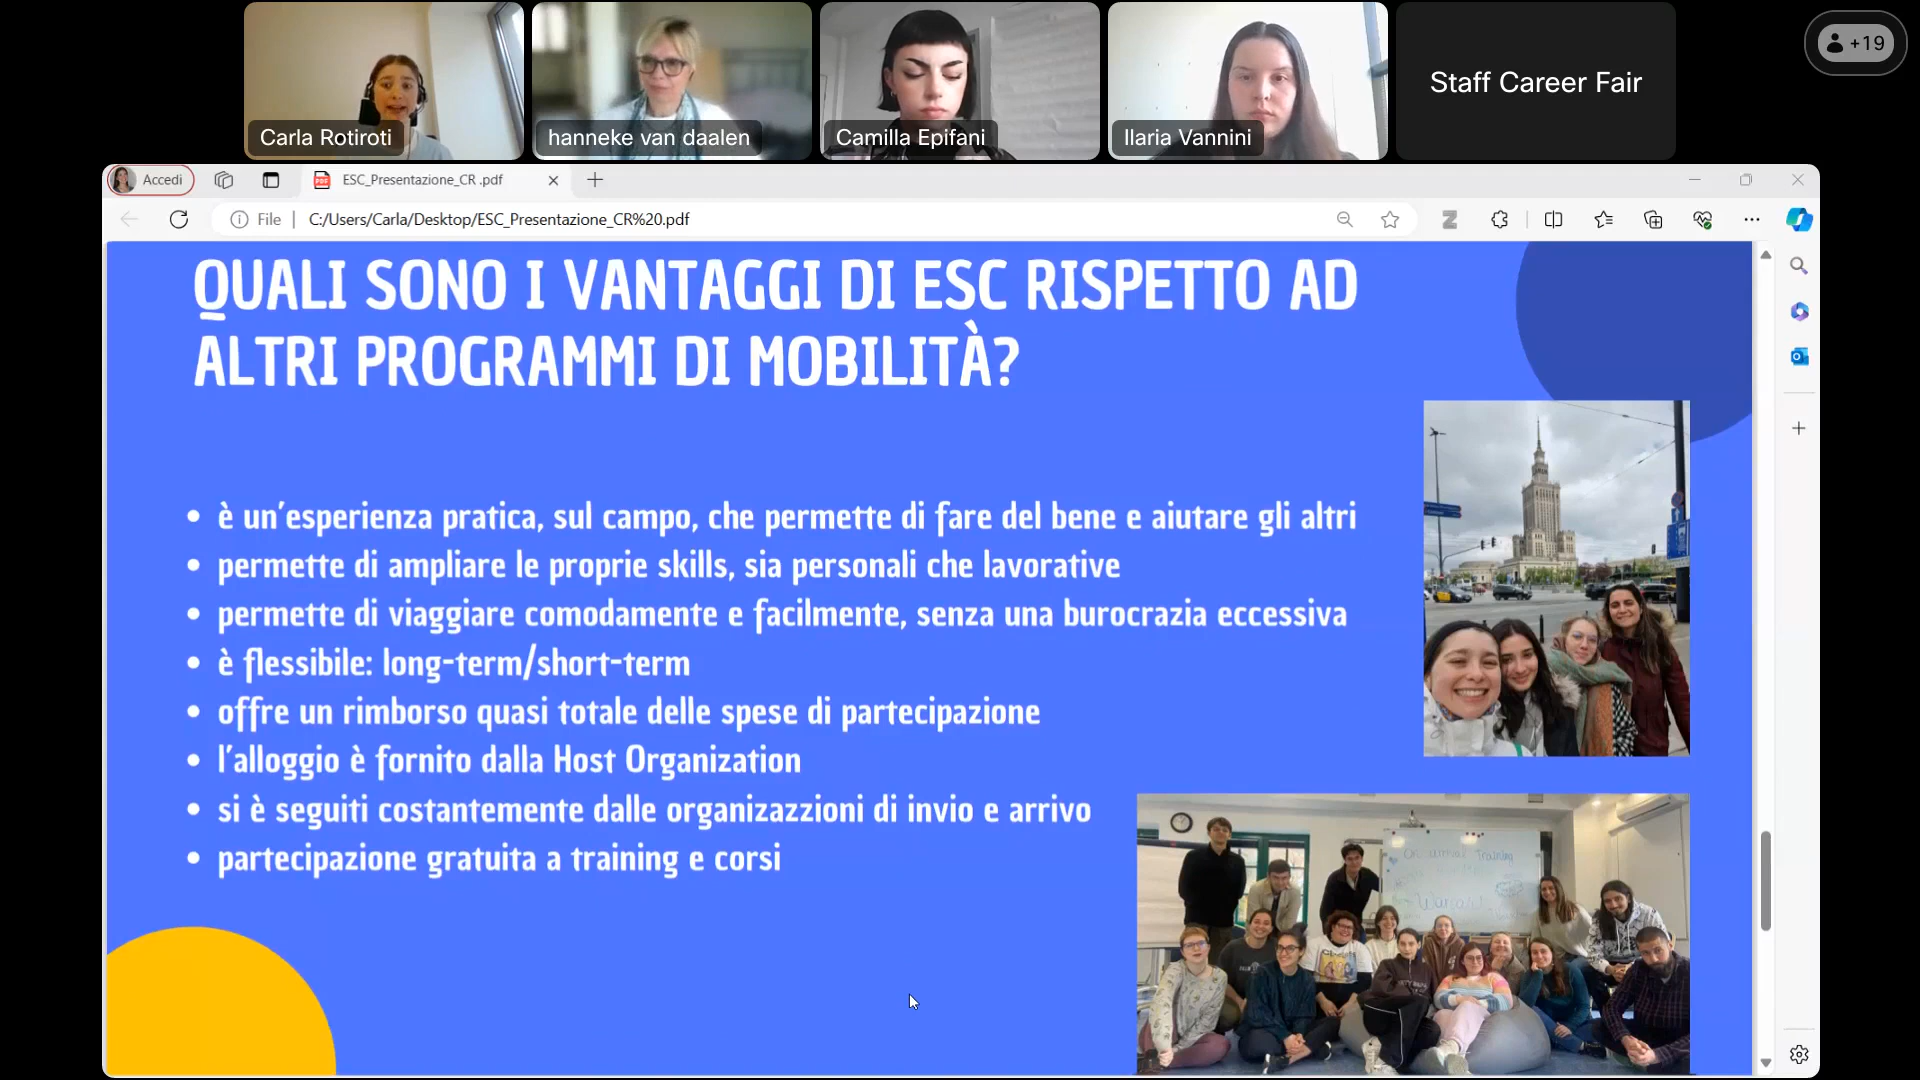 Carla Rotiroti
hanneke van daalen
Camilla Epifani
Ilaria Vannini
Staff Career Fair
+19
Accedi
ESC_Presentazione_CR .pdf
File
C:/Users/Carla/Desktop/ESC_Presentazione_CR%20.pdf
QUALI SONO I VANTAGGI DI ESC RISPETTO AD
ALTRI PROGRAMMI DI MOBILITÀ?
• è un'esperienza pratica, sul campo, che permette di fare del bene e aiutare gli altri
• permette di ampliare le proprie skills, sia personali che lavorative
• permette di viaggiare comodamente e facilmente, senza una burocrazia eccessiva
• è flessibile: long-term/short-term
• offre un rimborso quasi totale delle spese di partecipazione
• l'alloggio è fornito dalla Host Organization
• si è seguiti costantemente dalle organizazzioni di invio e arrivo
• partecipazione gratuita a training e corsi
On arrival Training